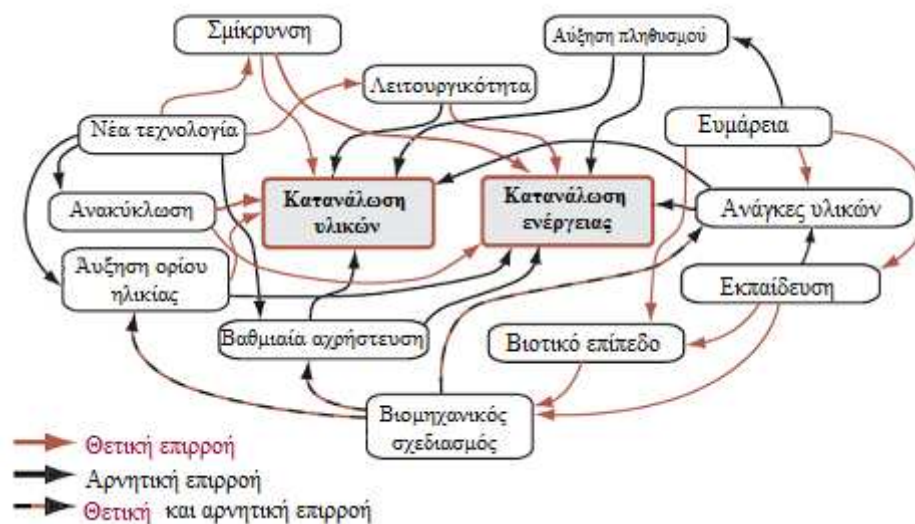 Σμίκρυνση
Αύξηση πληθυσμού
Λειτουργικότητα
Νέα τεχνολογία
Ευμάρεια
Κατανάλωση
υλικών
Κατανάλωση
ενέργειας
Ανακύκλωση
Ανάγκες υλικών
Άυξηση ορίου
ηλικίας
Εκπαίδευση
Βαθμιαία αχρήστευση
Βιοτικό επίπεδο
Βιομηχανικός
σχεδιασμός
Θετική επιρροή
Αρνητική επιρροή
Θετική και αρνητική επιρροή